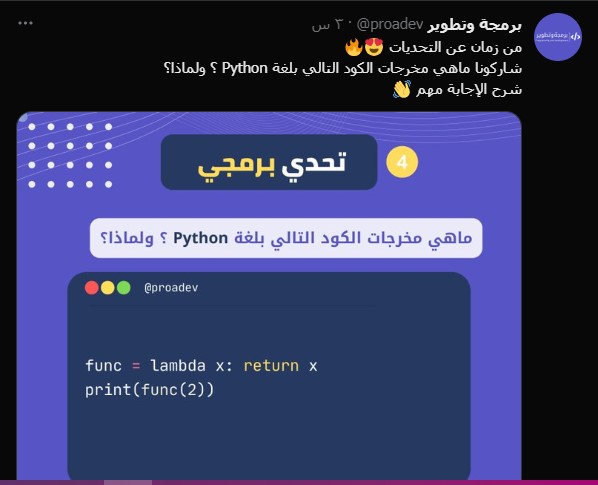 برمجة وتطوير @proadev · ٣ س
من زمان عن التحديات 😍🔥
شاركونا ماهي مخرجات الكود التالي بلغة Python ؟ ولماذا؟
شرح الإجابة مهم 👋
برمجة وتطوير </>
4 تحدي برمجي
ماهي مخرجات الكود التالي بلغة Python ؟ ولماذا؟
@proadev
func = lambda x: return x
print(func(2))